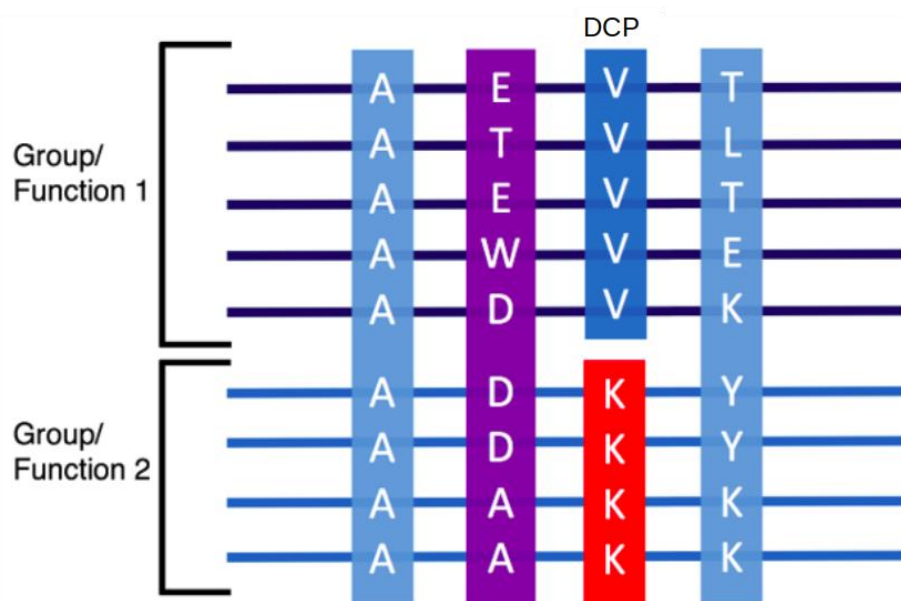 DCP
Group/
Function 1
A E V T
A T V L
A E V T
A W V E
A D V K
Group/
Function 2
A D K Y
A D K Y
A A K K
A A K K